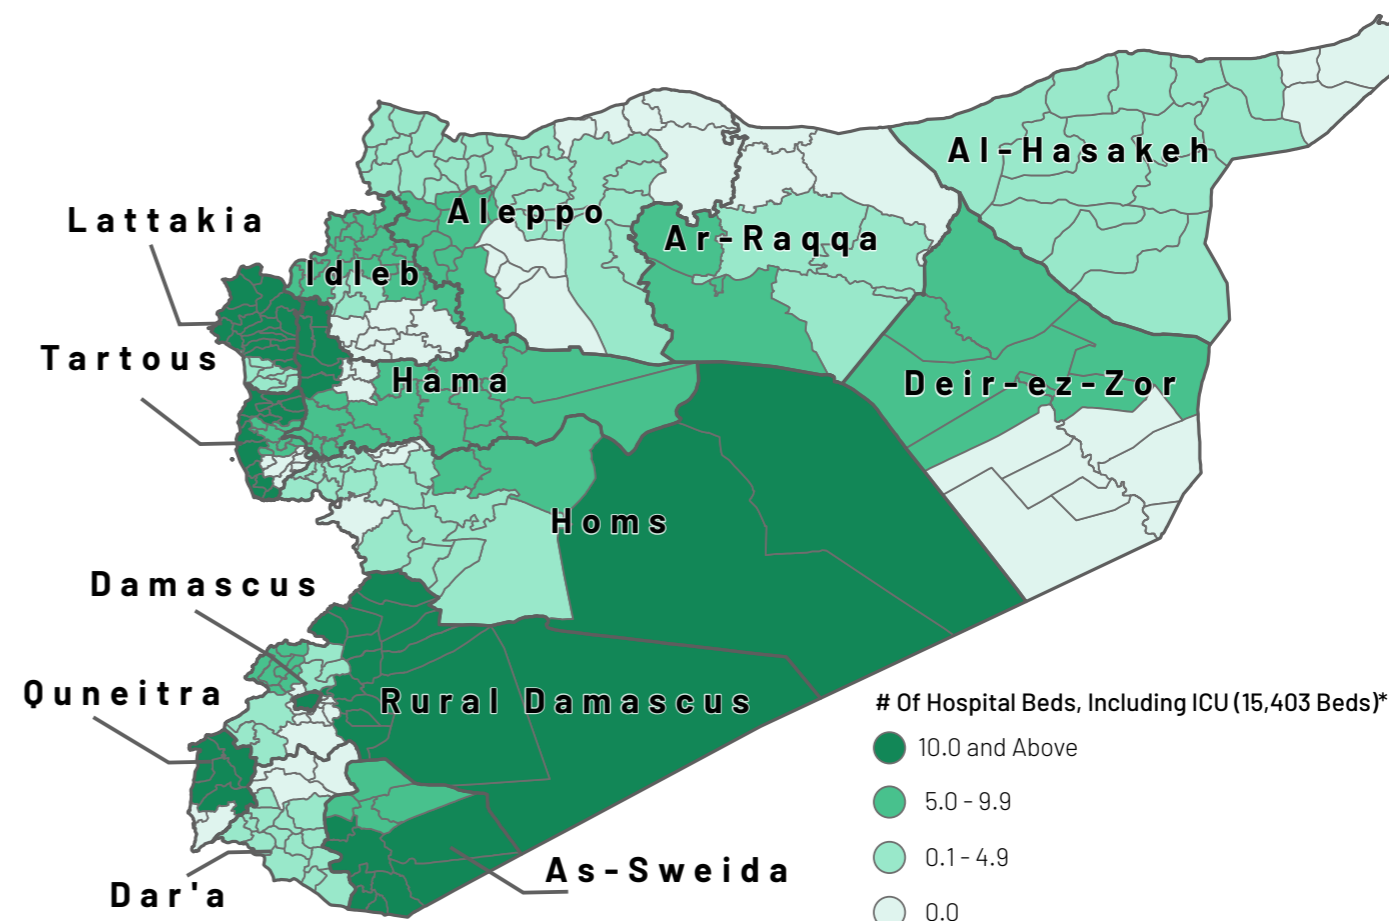 Al-Hasakeh
Lattakia
Aleppo
Ar-Raqqa
Idleb
Tartous
Hama
Deir-ez-Zor
Homs
Damascus
Quneitra
Rural Damascus
# Of Hospital Beds, Including ICU (15,403 Beds)*
10.0 and Above
5.0 - 9.9
0.1 - 4.9
0.0
As-Sweida
Dar'a